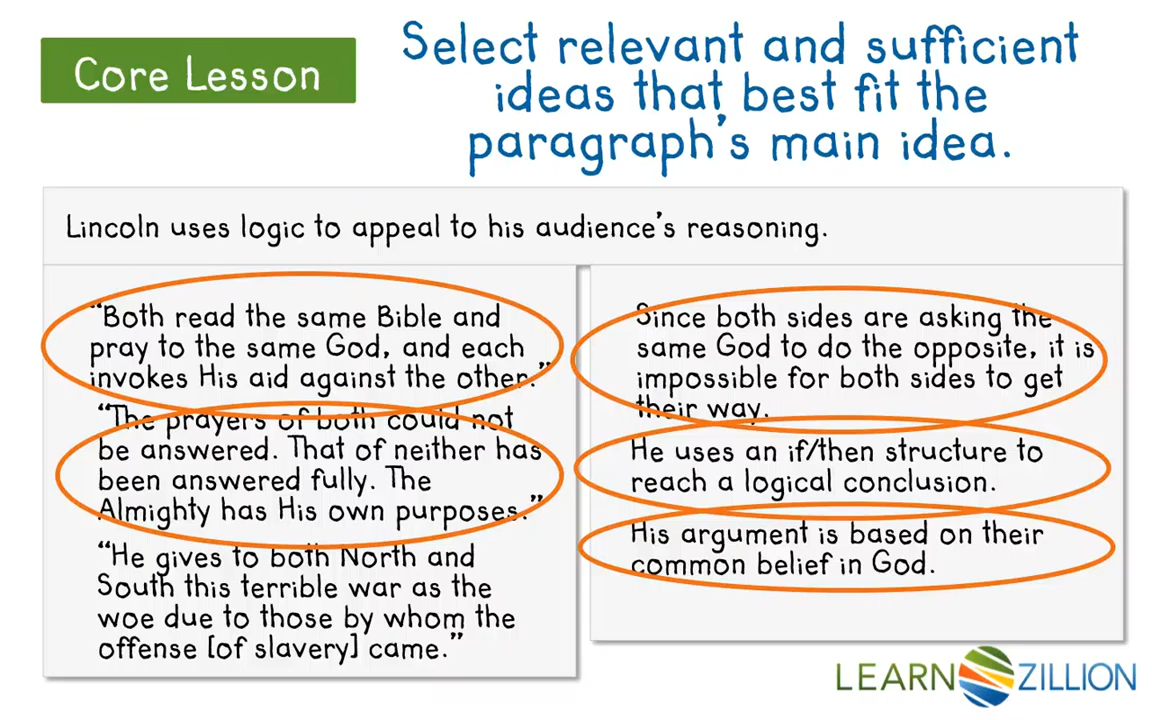 Core Lesson
Select relevant and sufficient
ideas that best fit the
paragraph's main idea.
Lincoln uses logic to appeal to his audience's reasoning.
"Both read the same Bible and
pray to the same God, and each
invokes His aid against the other."
"The prayers of both could not
be answered. That of neither has
been answered fully. The
Almighty has His own purposes."
"He gives to both North and
South this terrible war as the
woe due to those by whom the
offense [of slavery] came."
Since both sides are asking the
same God to do the opposite, it is
impossible for both sides to get
their way.
He uses an if/then structure to
reach a logical conclusion.
His argument is based on their
common belief in God.
LEARN ZILLION